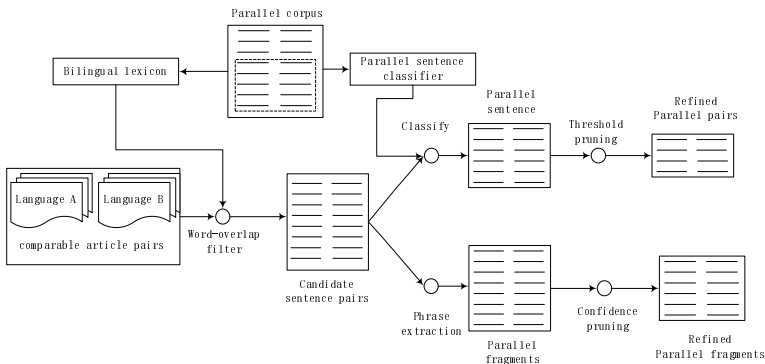 Parallel corpus
Bilingual lexicon
Parallel sentence
classifier
Parallel
sentence
Refined
Parallel pairs
Classify
Threshold
pruning
Language A
Language B
comparable article pairs
Word-overlap
filter
Candidate
sentence pairs
Phrase
extraction
Parallel
fragments
Confidence
pruning
Refined
Parallel fragments